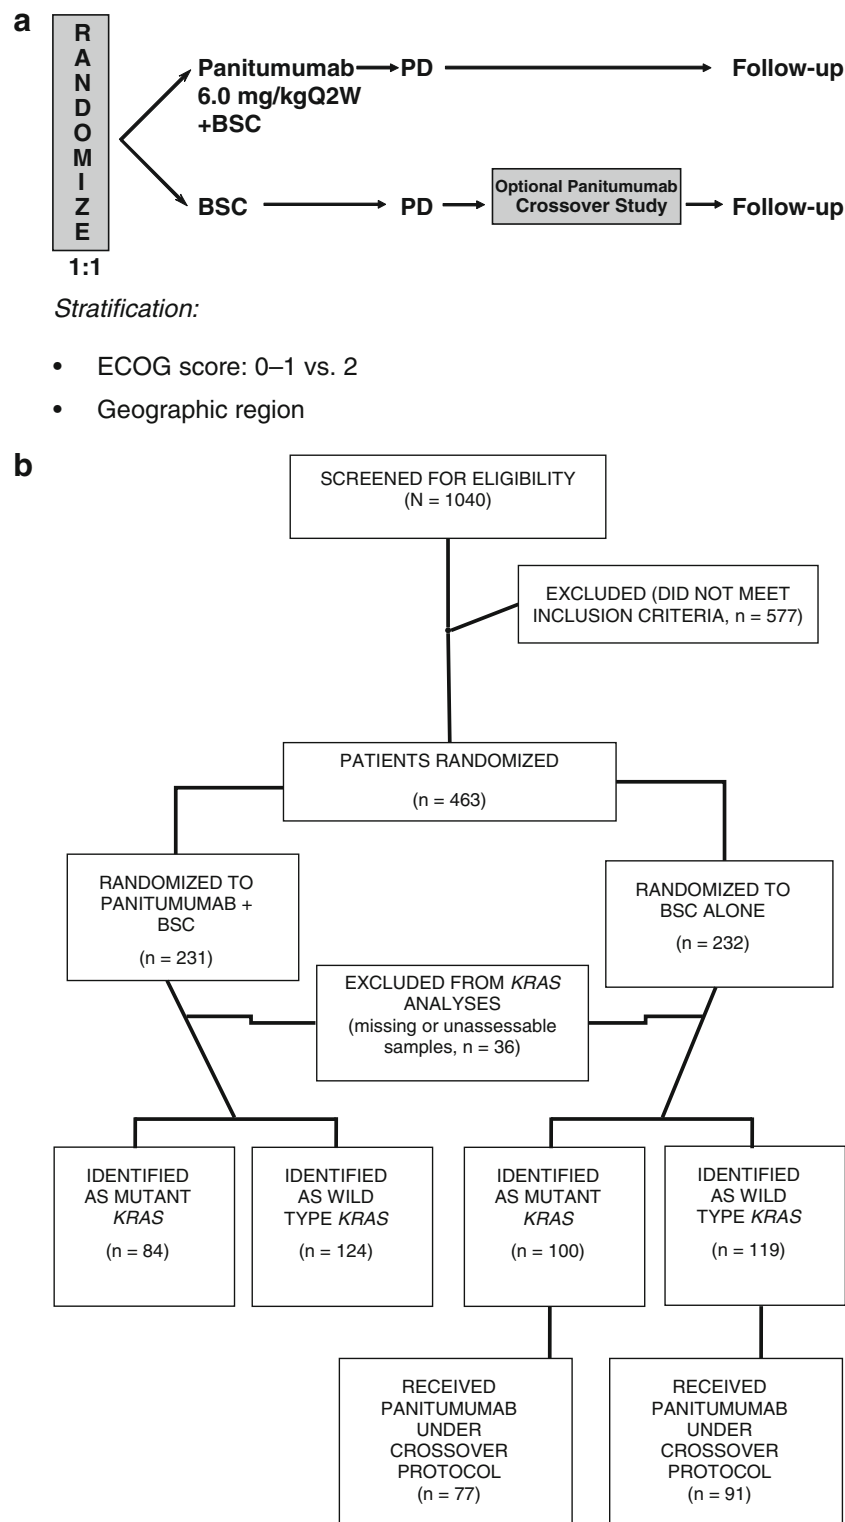 a
RANDOMIZE
1:1
Panitumumab
6.0 mg/kgQ2W
+BSC
PD
Follow-up
BSC
PD
Optional Panitumumab
Crossover Study
Follow-up
Stratification:
• ECOG score: 0–1 vs. 2
• Geographic region
b
SCREENED FOR ELIGIBILITY
(N = 1040)
EXCLUDED (DID NOT MEET
INCLUSION CRITERIA, n = 577)
PATIENTS RANDOMIZED
(n = 463)
RANDOMIZED TO
PANITUMUMAB +
BSC
(n = 231)
RANDOMIZED TO
BSC ALONE
(n = 232)
EXCLUDED FROM KRAS
ANALYSES
(missing or unassessable
samples, n = 36)
IDENTIFIED
AS MUTANT
KRAS
(n = 84)
IDENTIFIED
AS WILD
TYPE KRAS
(n = 124)
IDENTIFIED
AS MUTANT
KRAS
(n = 100)
IDENTIFIED
AS WILD
TYPE KRAS
(n = 119)
RECEIVED
PANITUMUMAB
UNDER
CROSSOVER
PROTOCOL
(n = 77)
RECEIVED
PANITUMUMAB
UNDER
CROSSOVER
PROTOCOL
(n = 91)